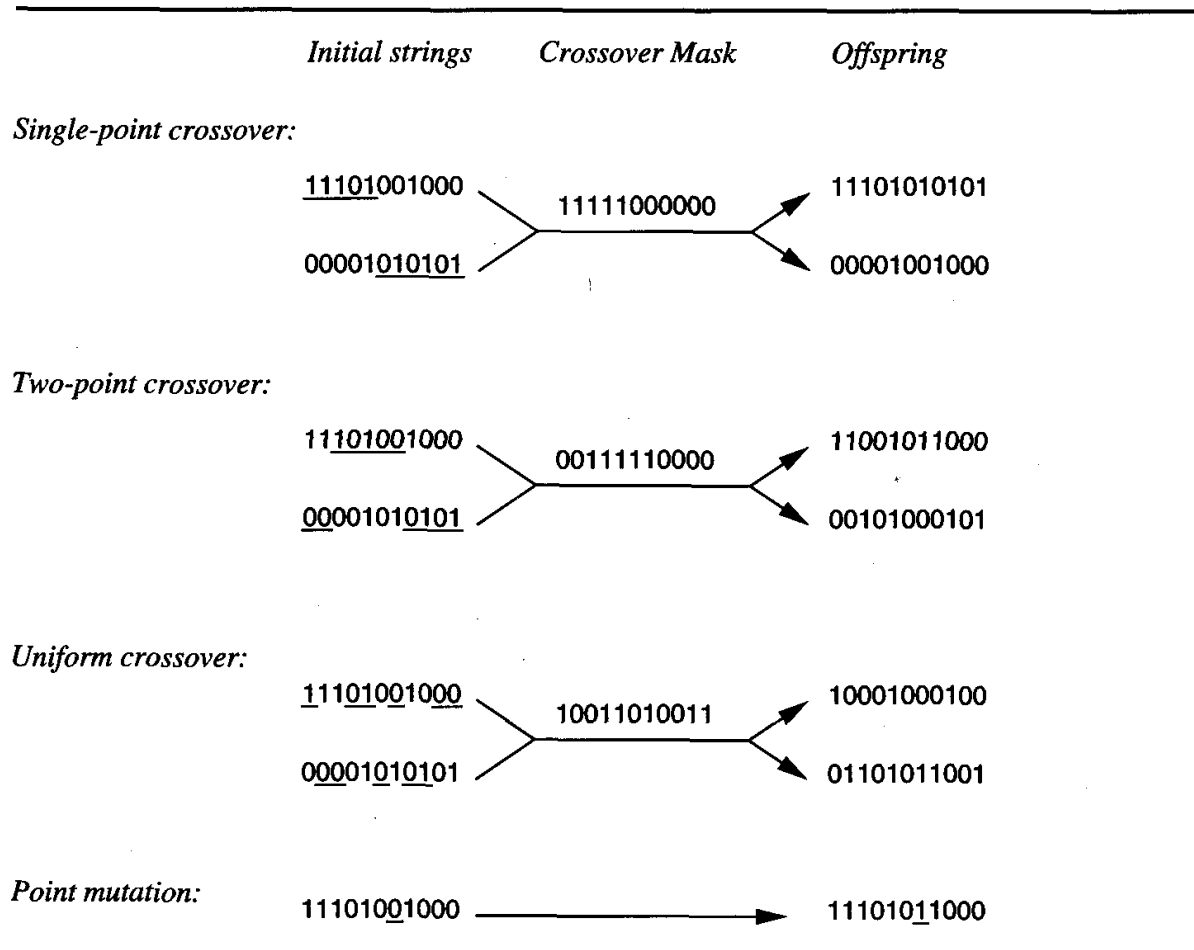 Initial strings Crossover Mask Offspring
Single-point crossover:
11101001000 11111000000 11101010101
00001010101 00001001000
Two-point crossover:
11101001000 00111110000 11001011000
00001010101 00101000101
Uniform crossover:
11101001000 10011010011 10001000100
00001010101 01101011001
Point mutation:
11101001000 11101011000